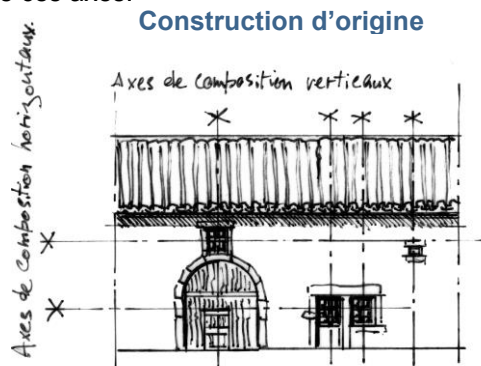 Construction d'origine
Axes de composition verticaux
Axes de composition horizontaux.